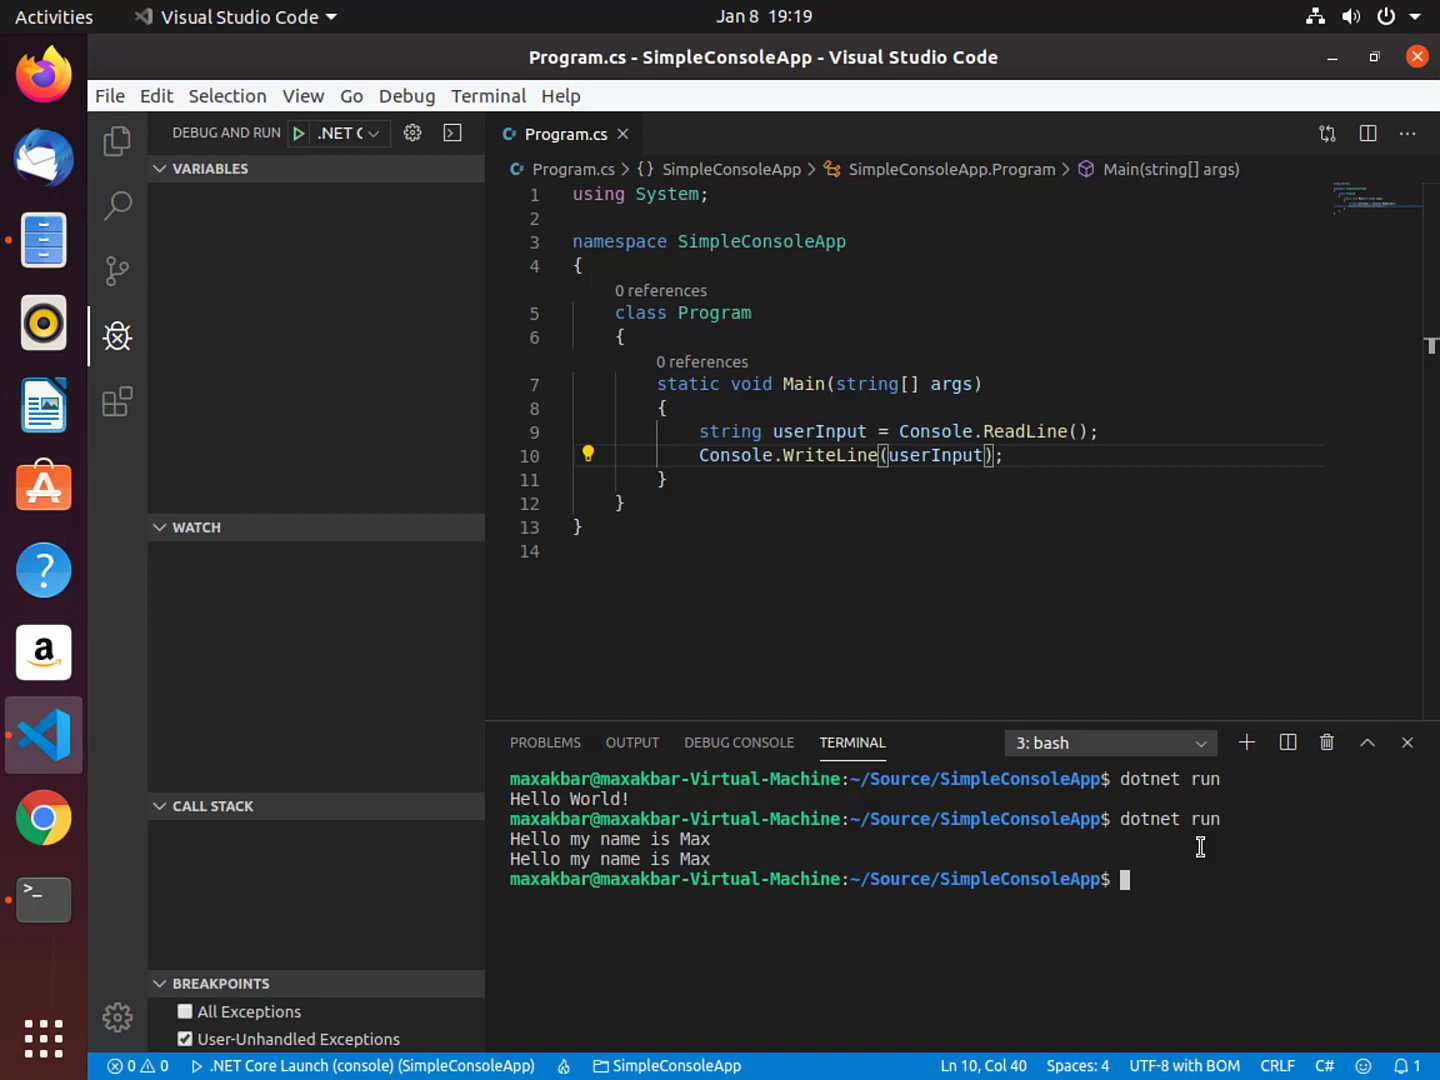 Activities Visual Studio Code Jan 8 19:19
Program.cs - SimpleConsoleApp - Visual Studio Code
File Edit Selection View Go Debug Terminal Help
DEBUG AND RUN .NET C
Program.cs
VARIABLES
Program.cs > {} SimpleConsoleApp > SimpleConsoleApp.Program > Main(string[] args)
1 using System;
2
3 namespace SimpleConsoleApp
4 {
0 references
5 class Program
6 {
0 references
7 static void Main(string[] args)
8 {
9 string userInput = Console.ReadLine();
10 Console.WriteLine(userInput);
11 }
12 }
13 }
14
WATCH
CALL STACK
BREAKPOINTS
All Exceptions
User-Unhandled Exceptions
PROBLEMS OUTPUT DEBUG CONSOLE TERMINAL 3: bash
maxakbar@maxakbar-Virtual-Machine:~/Source/SimpleConsoleApp$ dotnet run
Hello World!
maxakbar@maxakbar-Virtual-Machine:~/Source/SimpleConsoleApp$ dotnet run
Hello my name is Max
Hello my name is Max
maxakbar@maxakbar-Virtual-Machine:~/Source/SimpleConsoleApp$
0 0 .NET Core Launch (console) (SimpleConsoleApp) SimpleConsoleApp Ln 10, Col 40 Spaces: 4 UTF-8 with BOM CRLF C# 1